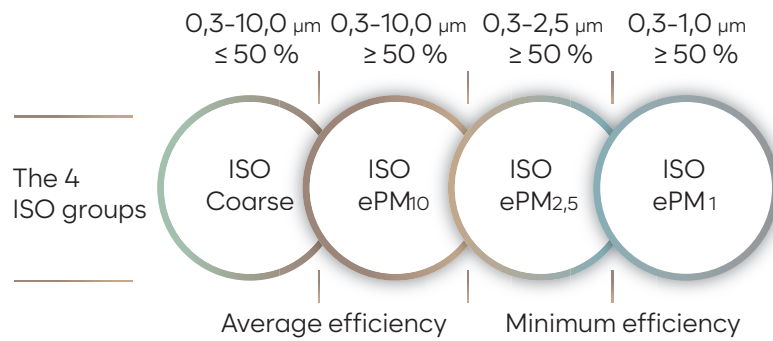 0,3-10,0 µm 0,3-10,0 µm 0,3-2,5 µm 0,3-1,0 µm
≤ 50 % ≥ 50 % ≥ 50 % ≥ 50 %
The 4
ISO groups
ISO
Coarse
ISO
ePM10
ISO
ePM2,5
ISO
ePM 1
Average efficiency Minimum efficiency